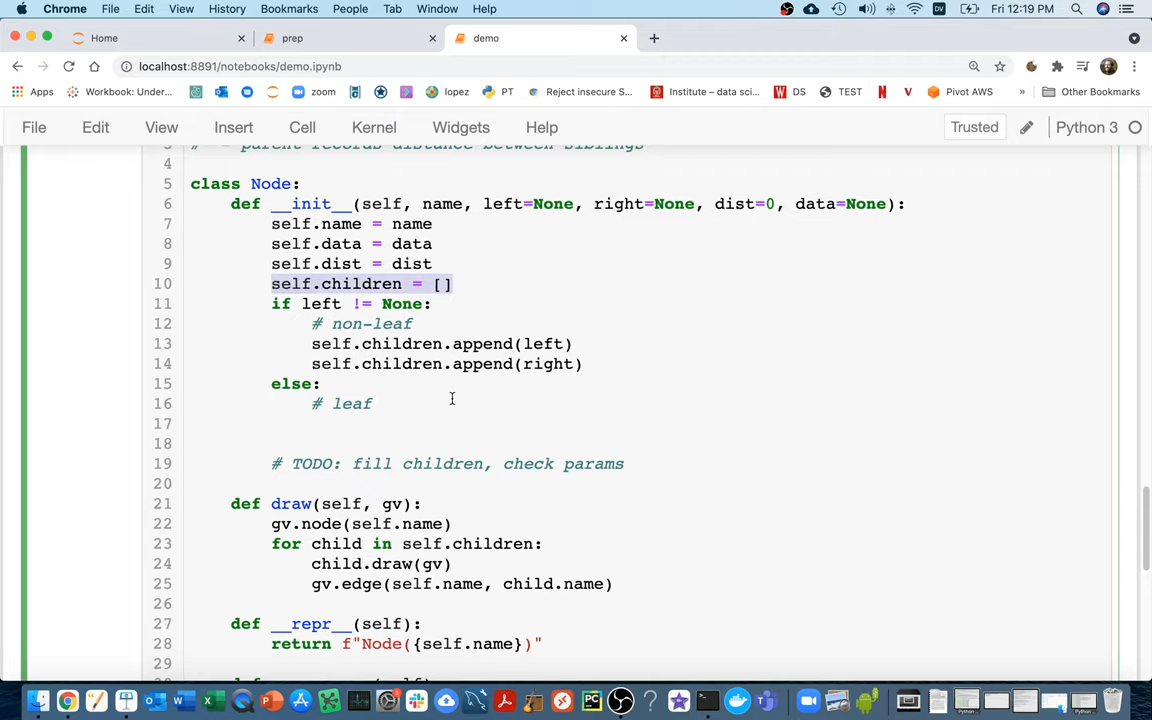 Chrome File Edit View History Bookmarks People Tab Window Help Fri 12:19 PM
Home prep demo
localhost:8891/notebooks/demo.ipynb
Apps Workbook: Under... zoom lopez PT Reject insecure S... Institute – data sci... DS TEST Pivot AWS » Other Bookmarks
File Edit View Insert Cell Kernel Widgets Help Trusted Python 3
3 # - parent records distance between siblings
4
5 class Node:
6 def __init__(self, name, left=None, right=None, dist=0, data=None):
7 self.name = name
8 self.data = data
9 self.dist = dist
10 self.children = []
11 if left != None:
12 # non-leaf
13 self.children.append(left)
14 self.children.append(right)
15 else:
16 # leaf
17
18
19 # TODO: fill children, check params
20
21 def draw(self, gv):
22 gv.node(self.name)
23 for child in self.children:
24 child.draw(gv)
25 gv.edge(self.name, child.name)
26
27 def __repr__(self):
28 return f"Node({self.name})"
29